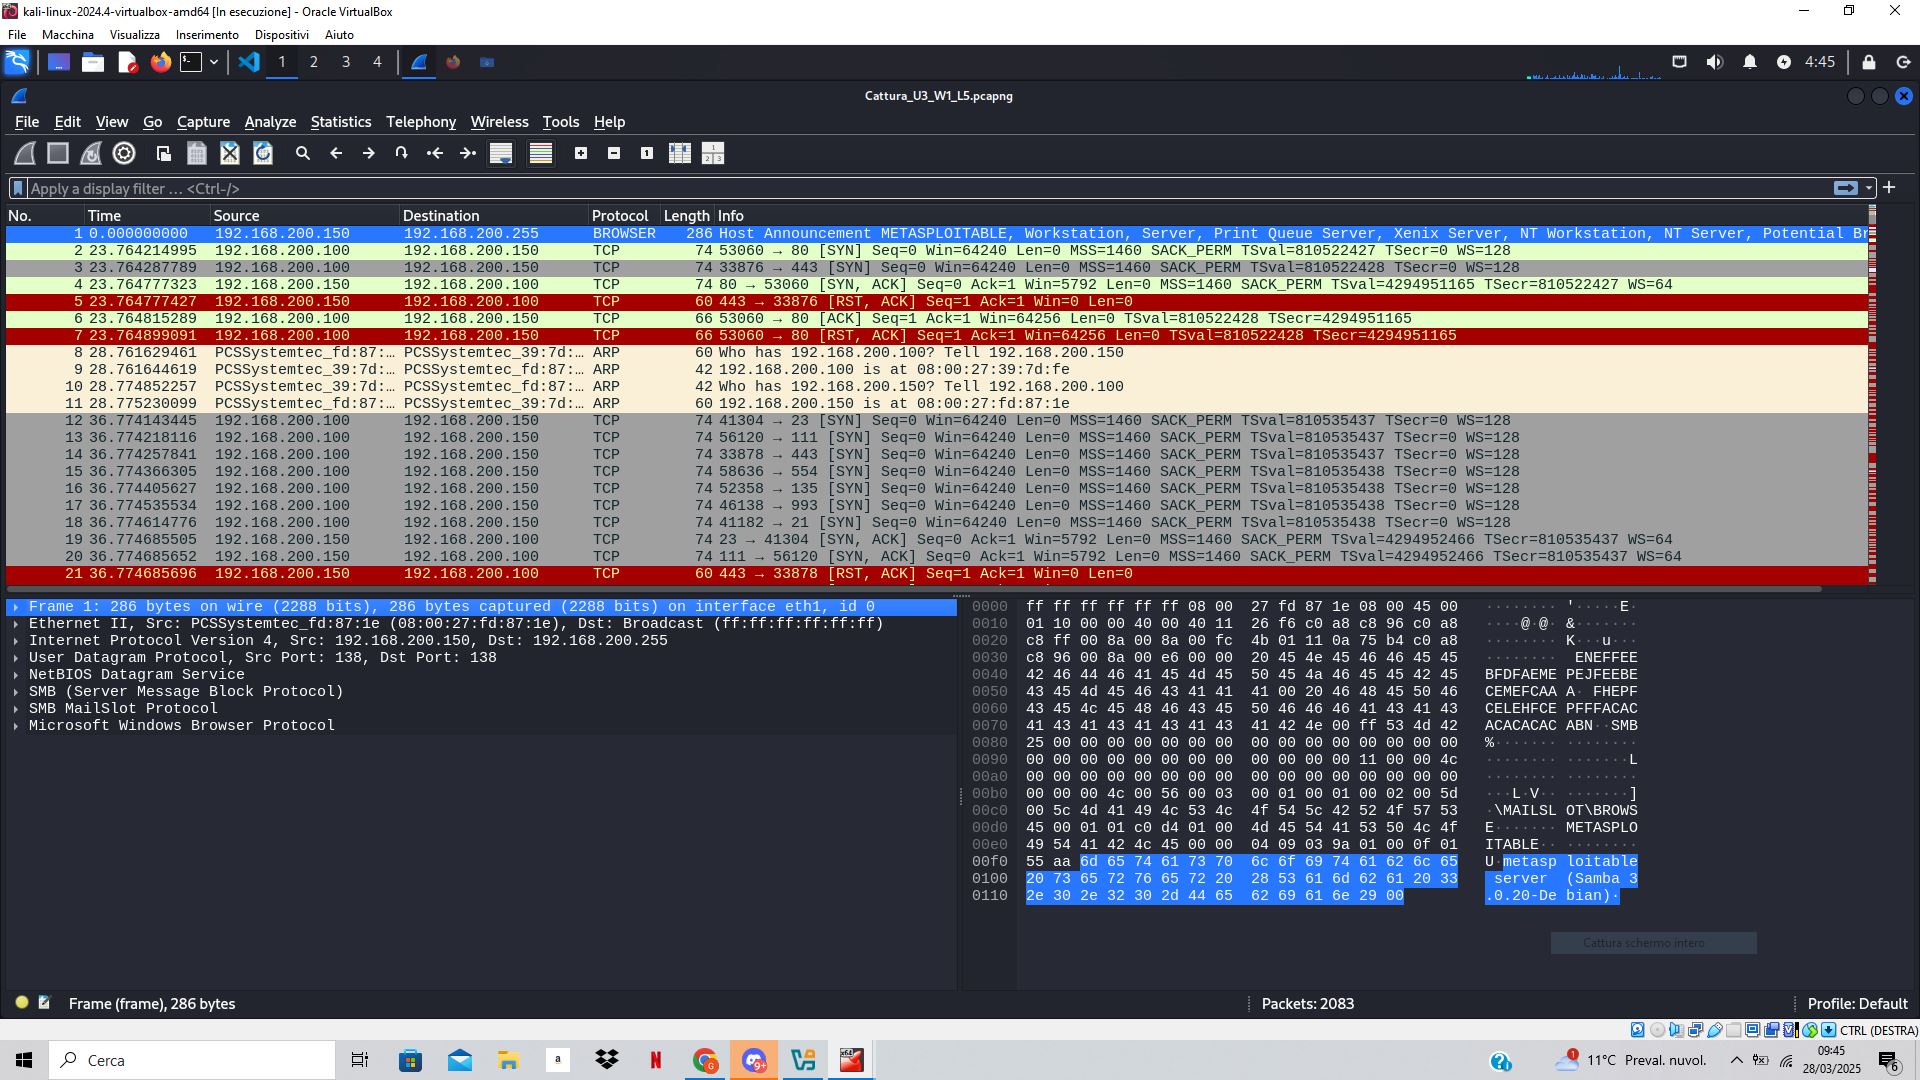 kali-linux-2024.4-virtualbox-amd64 [In esecuzione] - Oracle VirtualBox
File Macchina Visualizza Inserimento Dispositivi Aiuto
1 2 3 4 4:45
Cattura_U3_W1_L5.pcapng
File Edit View Go Capture Analyze Statistics Telephony Wireless Tools Help
Apply a display filter ... <Ctrl-/>
No. Time Source Destination Protocol Length Info
1 0.000000000 192.168.200.150 192.168.200.255 BROWSER 286 Host Announcement METASPLOITABLE, Workstation, Server, Print Queue Server, Xenix Server, NT Workstation, NT Server, Potential Br
2 23.764214995 192.168.200.100 192.168.200.150 TCP 74 53060 → 80 [SYN] Seq=0 Win=64240 Len=0 MSS=1460 SACK_PERM TSval=810522427 TSecr=0 WS=128
3 23.764287789 192.168.200.100 192.168.200.150 TCP 74 33876 → 443 [SYN] Seq=0 Win=64240 Len=0 MSS=1460 SACK_PERM TSval=810522428 TSecr=0 WS=128
4 23.764777323 192.168.200.150 192.168.200.100 TCP 74 80 → 53060 [SYN, ACK] Seq=0 Ack=1 Win=5792 Len=0 MSS=1460 SACK_PERM TSval=4294951165 TSecr=810522427 WS=64
5 23.764777427 192.168.200.150 192.168.200.100 TCP 60 443 → 33876 [RST, ACK] Seq=1 Ack=1 Win=0 Len=0
6 23.764815289 192.168.200.100 192.168.200.150 TCP 66 53060 → 80 [ACK] Seq=1 Ack=1 Win=64256 Len=0 TSval=810522428 TSecr=4294951165
7 23.764899091 192.168.200.100 192.168.200.150 TCP 66 53060 → 80 [RST, ACK] Seq=1 Ack=1 Win=64256 Len=0 TSval=810522428 TSecr=4294951165
8 28.761629461 PCSSystemtec_fd:87:… PCSSystemtec_39:7d:… ARP 60 Who has 192.168.200.100? Tell 192.168.200.150
9 28.761644619 PCSSystemtec_39:7d:… PCSSystemtec_fd:87:… ARP 42 192.168.200.100 is at 08:00:27:39:7d:fe
10 28.774852257 PCSSystemtec_39:7d:… PCSSystemtec_fd:87:… ARP 42 Who has 192.168.200.150? Tell 192.168.200.100
11 28.775230099 PCSSystemtec_fd:87:… PCSSystemtec_39:7d:… ARP 60 192.168.200.150 is at 08:00:27:fd:87:1e
12 36.774143445 192.168.200.100 192.168.200.150 TCP 74 41304 → 23 [SYN] Seq=0 Win=64240 Len=0 MSS=1460 SACK_PERM TSval=810535437 TSecr=0 WS=128
13 36.774218116 192.168.200.100 192.168.200.150 TCP 74 56120 → 111 [SYN] Seq=0 Win=64240 Len=0 MSS=1460 SACK_PERM TSval=810535437 TSecr=0 WS=128
14 36.774257841 192.168.200.100 192.168.200.150 TCP 74 33878 → 443 [SYN] Seq=0 Win=64240 Len=0 MSS=1460 SACK_PERM TSval=810535437 TSecr=0 WS=128
15 36.774366305 192.168.200.100 192.168.200.150 TCP 74 58636 → 554 [SYN] Seq=0 Win=64240 Len=0 MSS=1460 SACK_PERM TSval=810535438 TSecr=0 WS=128
16 36.774405627 192.168.200.100 192.168.200.150 TCP 74 52358 → 135 [SYN] Seq=0 Win=64240 Len=0 MSS=1460 SACK_PERM TSval=810535438 TSecr=0 WS=128
17 36.774535534 192.168.200.100 192.168.200.150 TCP 74 46138 → 993 [SYN] Seq=0 Win=64240 Len=0 MSS=1460 SACK_PERM TSval=810535438 TSecr=0 WS=128
18 36.774614776 192.168.200.100 192.168.200.150 TCP 74 41182 → 21 [SYN] Seq=0 Win=64240 Len=0 MSS=1460 SACK_PERM TSval=810535438 TSecr=0 WS=128
19 36.774685505 192.168.200.150 192.168.200.100 TCP 74 23 → 41304 [SYN, ACK] Seq=0 Ack=1 Win=5792 Len=0 MSS=1460 SACK_PERM TSval=4294952466 TSecr=810535437 WS=64
20 36.774685652 192.168.200.150 192.168.200.100 TCP 74 111 → 56120 [SYN, ACK] Seq=0 Ack=1 Win=5792 Len=0 MSS=1460 SACK_PERM TSval=4294952466 TSecr=810535437 WS=64
21 36.774685696 192.168.200.150 192.168.200.100 TCP 60 443 → 33878 [RST, ACK] Seq=1 Ack=1 Win=0 Len=0
Frame 1: 286 bytes on wire (2288 bits), 286 bytes captured (2288 bits) on interface eth1, id 0
Ethernet II, Src: PCSSystemtec_fd:87:1e (08:00:27:fd:87:1e), Dst: Broadcast (ff:ff:ff:ff:ff:ff)
Internet Protocol Version 4, Src: 192.168.200.150, Dst: 192.168.200.255
User Datagram Protocol, Src Port: 138, Dst Port: 138
NetBIOS Datagram Service
SMB (Server Message Block Protocol)
SMB MailSlot Protocol
Microsoft Windows Browser Protocol
0000 ff ff ff ff ff ff 08 00 27 fd 87 1e 08 00 45 00 ········ '·····E·
0010 01 10 00 00 40 00 40 11 26 f6 c0 a8 c8 96 c0 a8 ····@·@· &·······
0020 c8 ff 00 8a 00 8a 00 fc 4b 01 11 0a 75 b4 c0 a8 ········ K···u···
0030 c8 96 00 8a 00 e6 00 00 20 45 4e 45 46 46 45 45 ········ ENEFFEE
0040 42 46 44 46 41 45 4d 45 50 45 4a 46 45 45 42 45 BFDFAEME PEJFEEBE
0050 43 45 4d 45 46 43 41 41 41 00 20 46 48 45 50 46 CEMEFCAA A· FHEPF
0060 43 45 4c 45 48 46 43 45 50 46 46 46 41 43 41 43 CELEHFCE PFFFACAC
0070 41 43 41 43 41 43 41 43 41 42 4e 00 ff 53 4d 42 ACACACAC ABN··SMB
0080 25 00 00 00 00 00 00 00 00 00 00 00 00 00 00 00 %······· ········
0090 00 00 00 00 00 00 00 00 00 00 00 00 11 00 00 4c ········ ·······L
00a0 00 00 00 00 00 00 00 00 00 00 00 00 00 00 00 00 ········ ········
00b0 00 00 00 4c 00 56 00 03 00 01 00 01 00 02 00 5d ···L·V·· ·······]
00c0 00 5c 4d 41 49 4c 53 4c 4f 54 5c 42 52 4f 57 53 ·\MAILSL OT\BROWS
00d0 45 00 01 01 c0 d4 01 00 4d 45 54 41 53 50 4c 4f E······· METASPLO
00e0 49 54 41 42 4c 45 00 00 04 09 03 9a 01 00 0f 01 ITABLE·· ········
00f0 55 aa 6d 65 74 61 73 70 6c 6f 69 74 61 62 6c 65 U·metasp loitable
0100 20 73 65 72 76 65 72 20 28 53 61 6d 62 61 20 33 server (Samba 3
0110 2e 30 2e 32 30 2d 44 65 62 69 61 6e 29 00 .0.20-De bian)·
Cattura schermo intero
Frame (frame), 286 bytes Packets: 2083 Profile: Default
CTRL (DESTRA)
Cerca 9+ 1 11°C Preval. nuvol. 09:45 28/03/2025 6